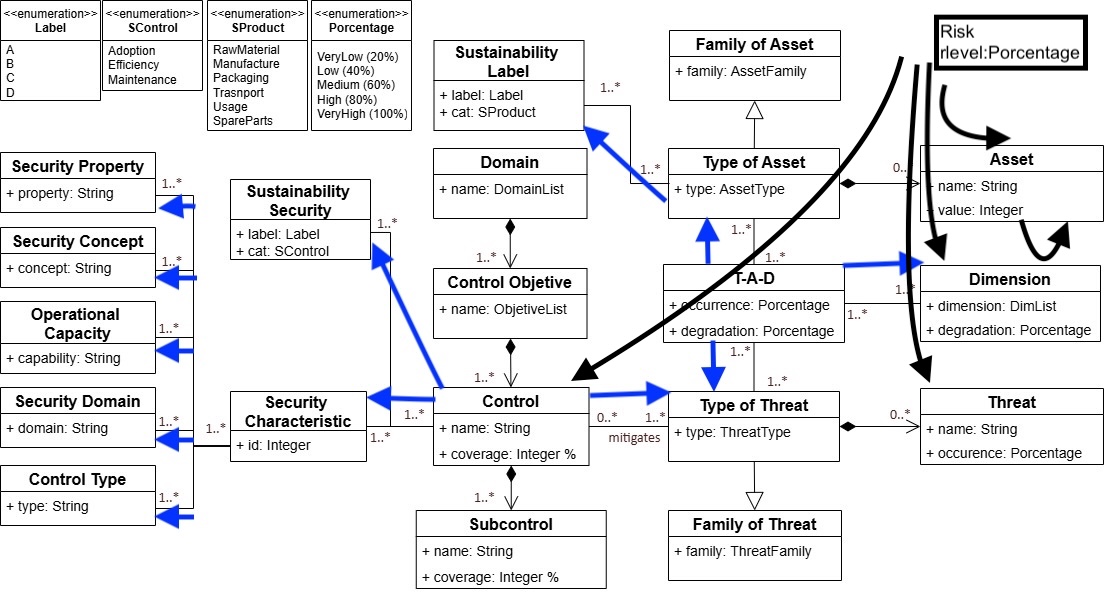 <<enumeration>>
Label
A
B
C
D
<<enumeration>>
SControl
Adoption
Efficiency
Maintenance
<<enumeration>>
SProduct
RawMaterial
Manufacture
Packaging
Trasnport
Usage
SpareParts
<<enumeration>>
Porcentage
VeryLow (20%)
Low (40%)
Medium (60%)
High (80%)
VeryHigh (100%)
Sustainability
Label
+ label: Label
+ cat: SProduct
1..*
1..*
Family of Asset
+ family: AssetFamily
Risk
rlevel:Porcentage
Security Property
+ property: String
1..*
Sustainability
Security
+ label: Label
+ cat: SControl
1..*
Domain
+ name: DomainList
1..*
Type of Asset
+ type: AssetType
0..
1..*
Asset
+ name: String
+ value: Integer
Security Concept
+ concept: String
1..*
Control Objetive
+ name: ObjetiveList
1..*
1..*
T-A-D
+ occurrence: Porcentage
+ degradation: Porcentage
1..*
1..*
1..*
1..*
Dimension
+ dimension: DimList
+ degradation: Porcentage
Operational
Capacity
+ capability: String
1..*
Security Domain
+ domain: String
1..*
1..*
Security
Characteristic
+ id: Integer
1..*
1..*
Control
+ name: String
+ coverage: Integer %
0..*
1..*
mitigates
1..*
Type of Threat
+ type: ThreatType
0..*
Threat
+ name: String
+ occurence: Porcentage
Control Type
+ type: String
1..*
Subcontrol
+ name: String
+ coverage: Integer %
Family of Threat
+ family: ThreatFamily